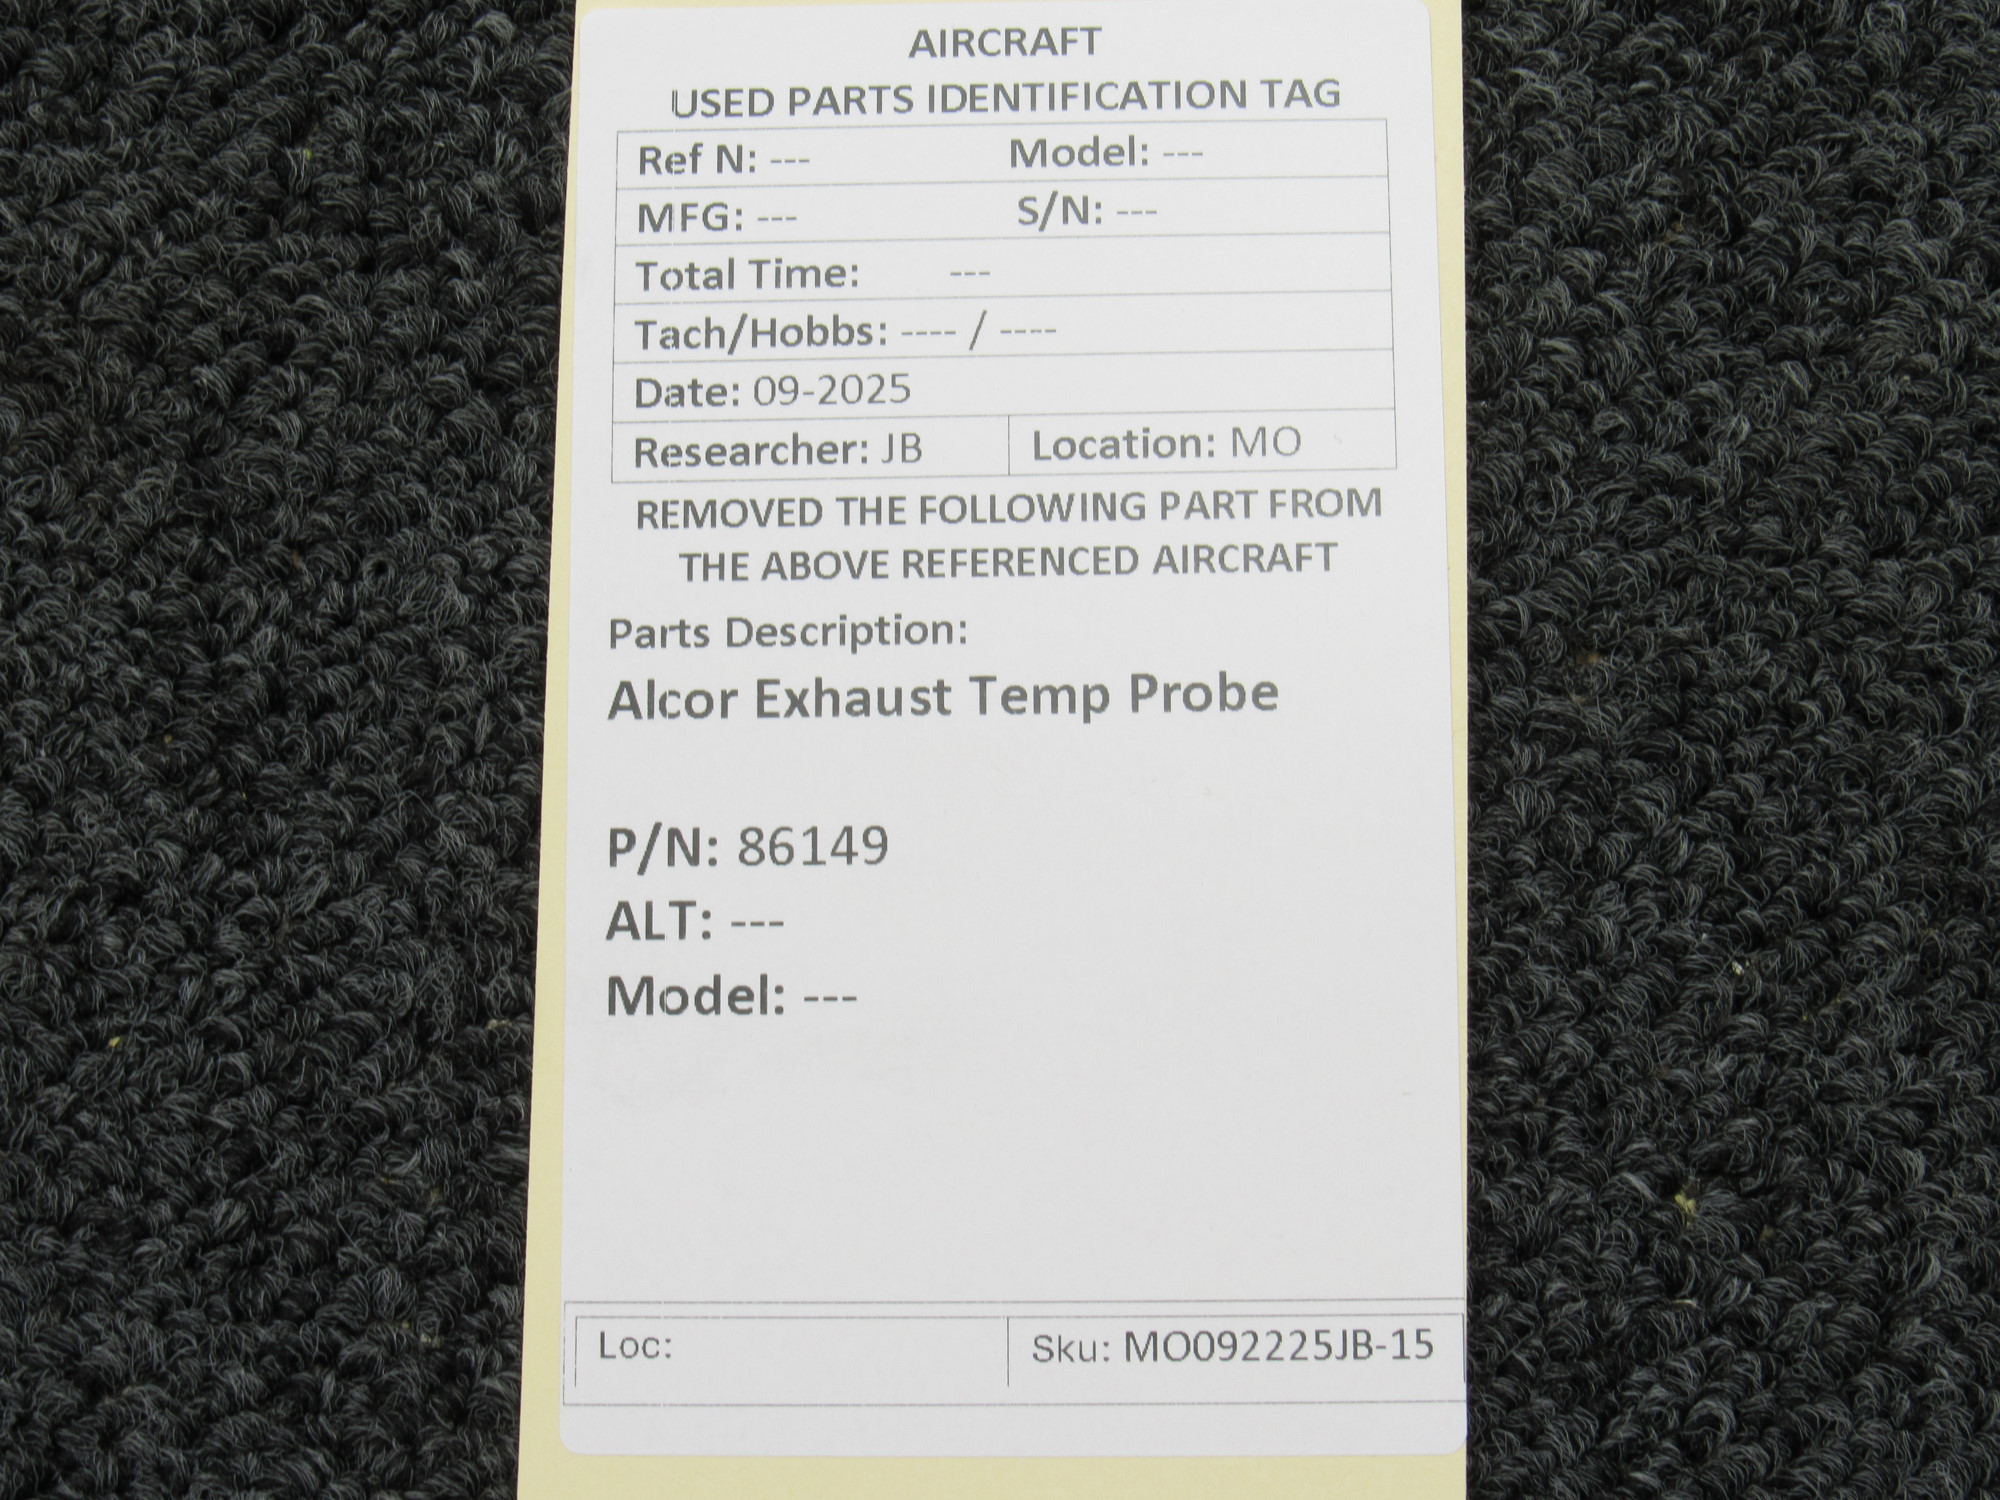 AIRCRAFT
USED PARTS IDENTIFICATION TAG
Ref N: --- Model: ---
MFG: --- S/N: ---
Total Time: ---
Tach/Hobbs: ---- / ----
Date: 09-2025
Researcher: JB Location: MO
REMOVED THE FOLLOWING PART FROM
THE ABOVE REFERENCED AIRCRAFT
Parts Description:
Alcor Exhaust Temp Probe
P/N: 86149
ALT: ---
Model: ---
Loc: Sku: MO092225JB-15